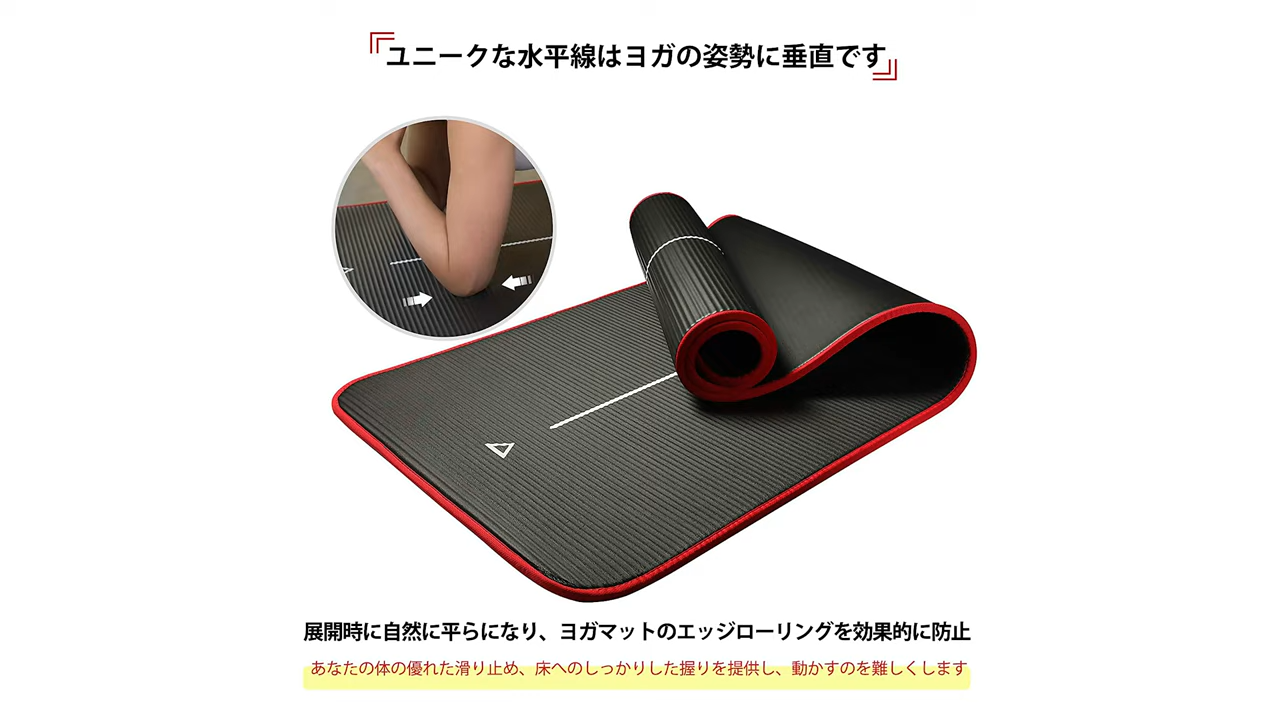 『ユニークな水平線はヨガの姿勢に垂直です』
展開時に自然に平らになり、ヨガマットのエッジローリングを効果的に防止
あなたの体の優れた滑り止め、床へのしっかりした握りを提供し、動かすのを難しくします